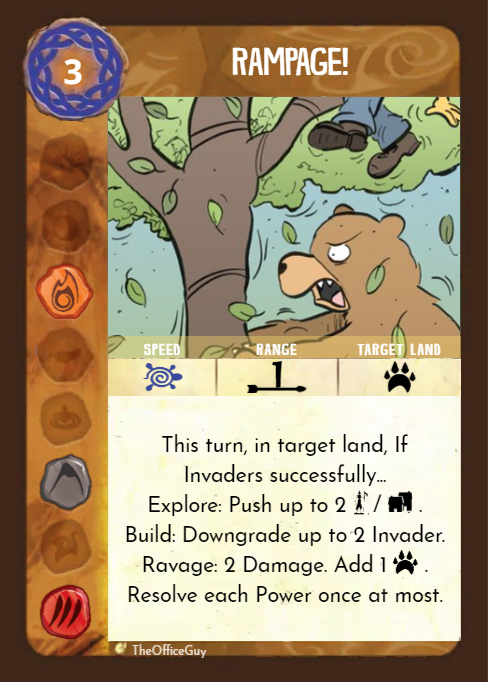 3
RAMPAGE!
SPEED RANGE TARGET LAND
1
This turn, in target land, If
Invaders successfully...
Explore: Push up to 2 / .
Build: Downgrade up to 2 Invader.
Ravage: 2 Damage. Add 1 .
Resolve each Power once at most.
TheOfficeGuy